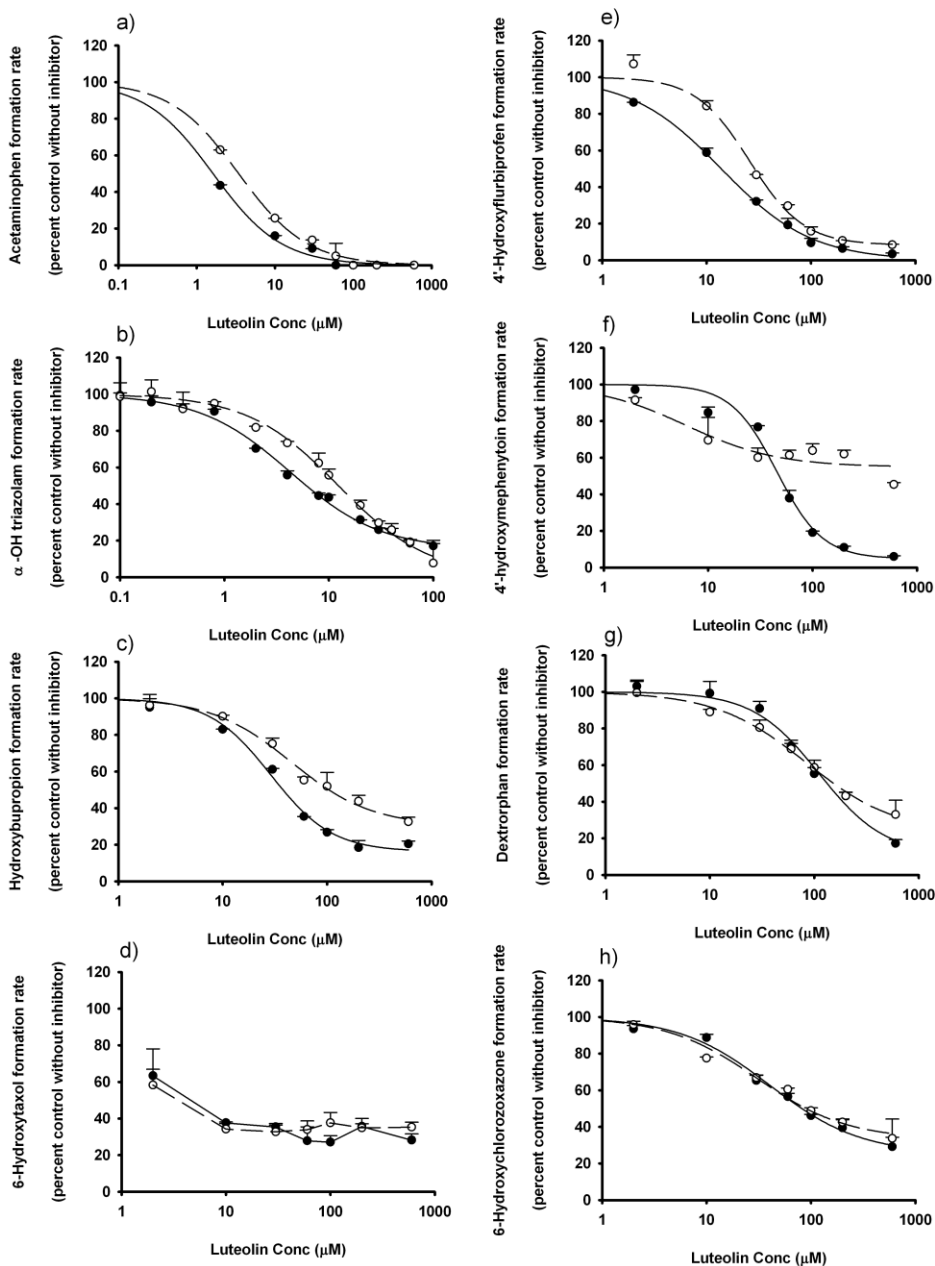 a)
Acetaminophen formation rate
(percent control without inhibitor)
120
100
80
60
40
20
0
0.1 1 10 100 1000
Luteolin Conc (μM)
b)
α -OH triazolam formation rate
(percent control without inhibitor)
120
100
80
60
40
20
0
0.1 1 10 100
Luteolin Conc (μM)
c)
Hydroxybupropion formation rate
(percent control without inhibitor)
120
100
80
60
40
20
0
1 10 100 1000
Luteolin Conc (μM)
d)
6-Hydroxytaxol formation rate
(percent control without inhibitor)
120
100
80
60
40
20
0
1 10 100 1000
Luteolin Conc (μM)
e)
4'-Hydroxyflurbiprofen formation rate
(percent control without inhibitor)
120
100
80
60
40
20
0
1 10 100 1000
Luteolin Conc (μM)
f)
4'-hydoxymephenytoin formation rate
(percent control without inhibitor)
120
100
80
60
40
20
0
1 10 100 1000
Luteolin Conc (μM)
g)
Dextrorphan formation rate
(percent control without inhibitor)
120
100
80
60
40
20
0
1 10 100 1000
Luteolin Conc (μM)
h)
6-Hydroxychlorozoxazone formation rate
(percent control without inhibitor)
120
100
80
60
40
20
0
1 10 100 1000
Luteolin Conc (μM)